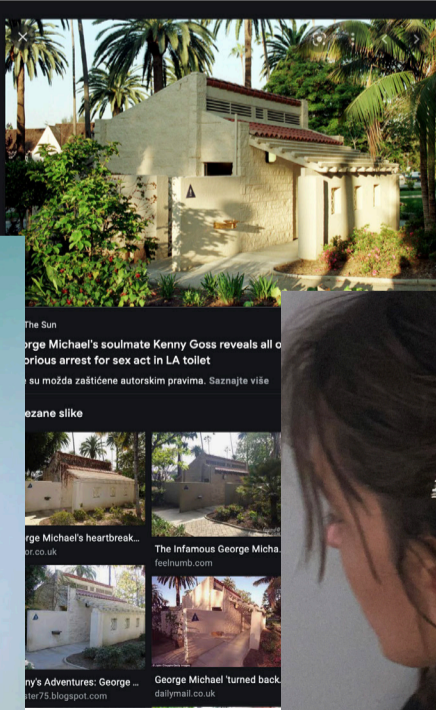 The Sun
orge Michael's soulmate Kenny Goss reveals all o
orious arrest for sex act in LA toilet
su možda zaštićene autorskim pravima. Saznajte više
ezane slike
rge Michael's heartbreak...
or.co.uk
The Infamous George Micha
feelnumb.com
ny's Adventures: George ...
ster75.blogspot.com
George Michael 'turned back
dailymail.co.uk